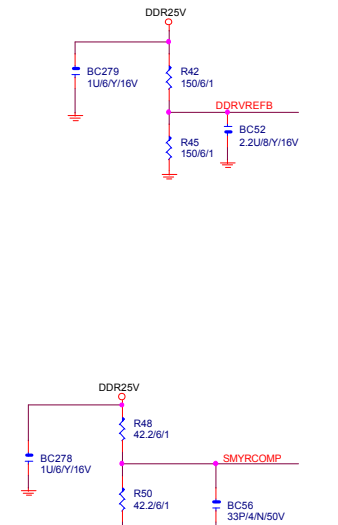 DDR25V
BC279
1U/6/Y/16V
R42
150/6/1
DDRVREFB
R45
150/6/1
BC52
2.2U/8/Y/16V
DDR25V
R48
42.2/6/1
BC278
1U/6/Y/16V
SMYRCOMP
R50
42.2/6/1
BC56
33P/4/N/50V